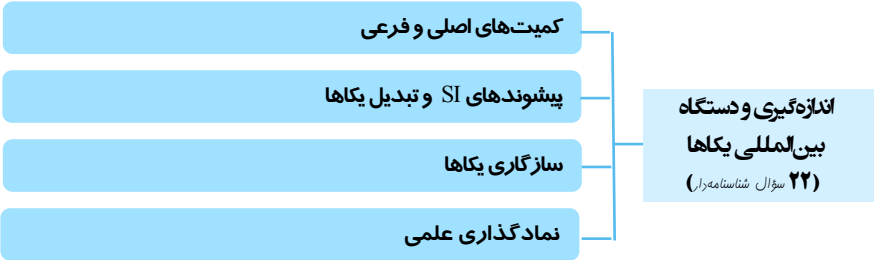 اندازه‌گیری و دستگاه
بین‌المللی یکاها
(۲۲ سؤال شناسنامه‌دار)
کمیت‌های اصلی و فرعی
پیشوندهای SI و تبدیل یکاها
سازگاری یکاها
نمادگذاری علمی